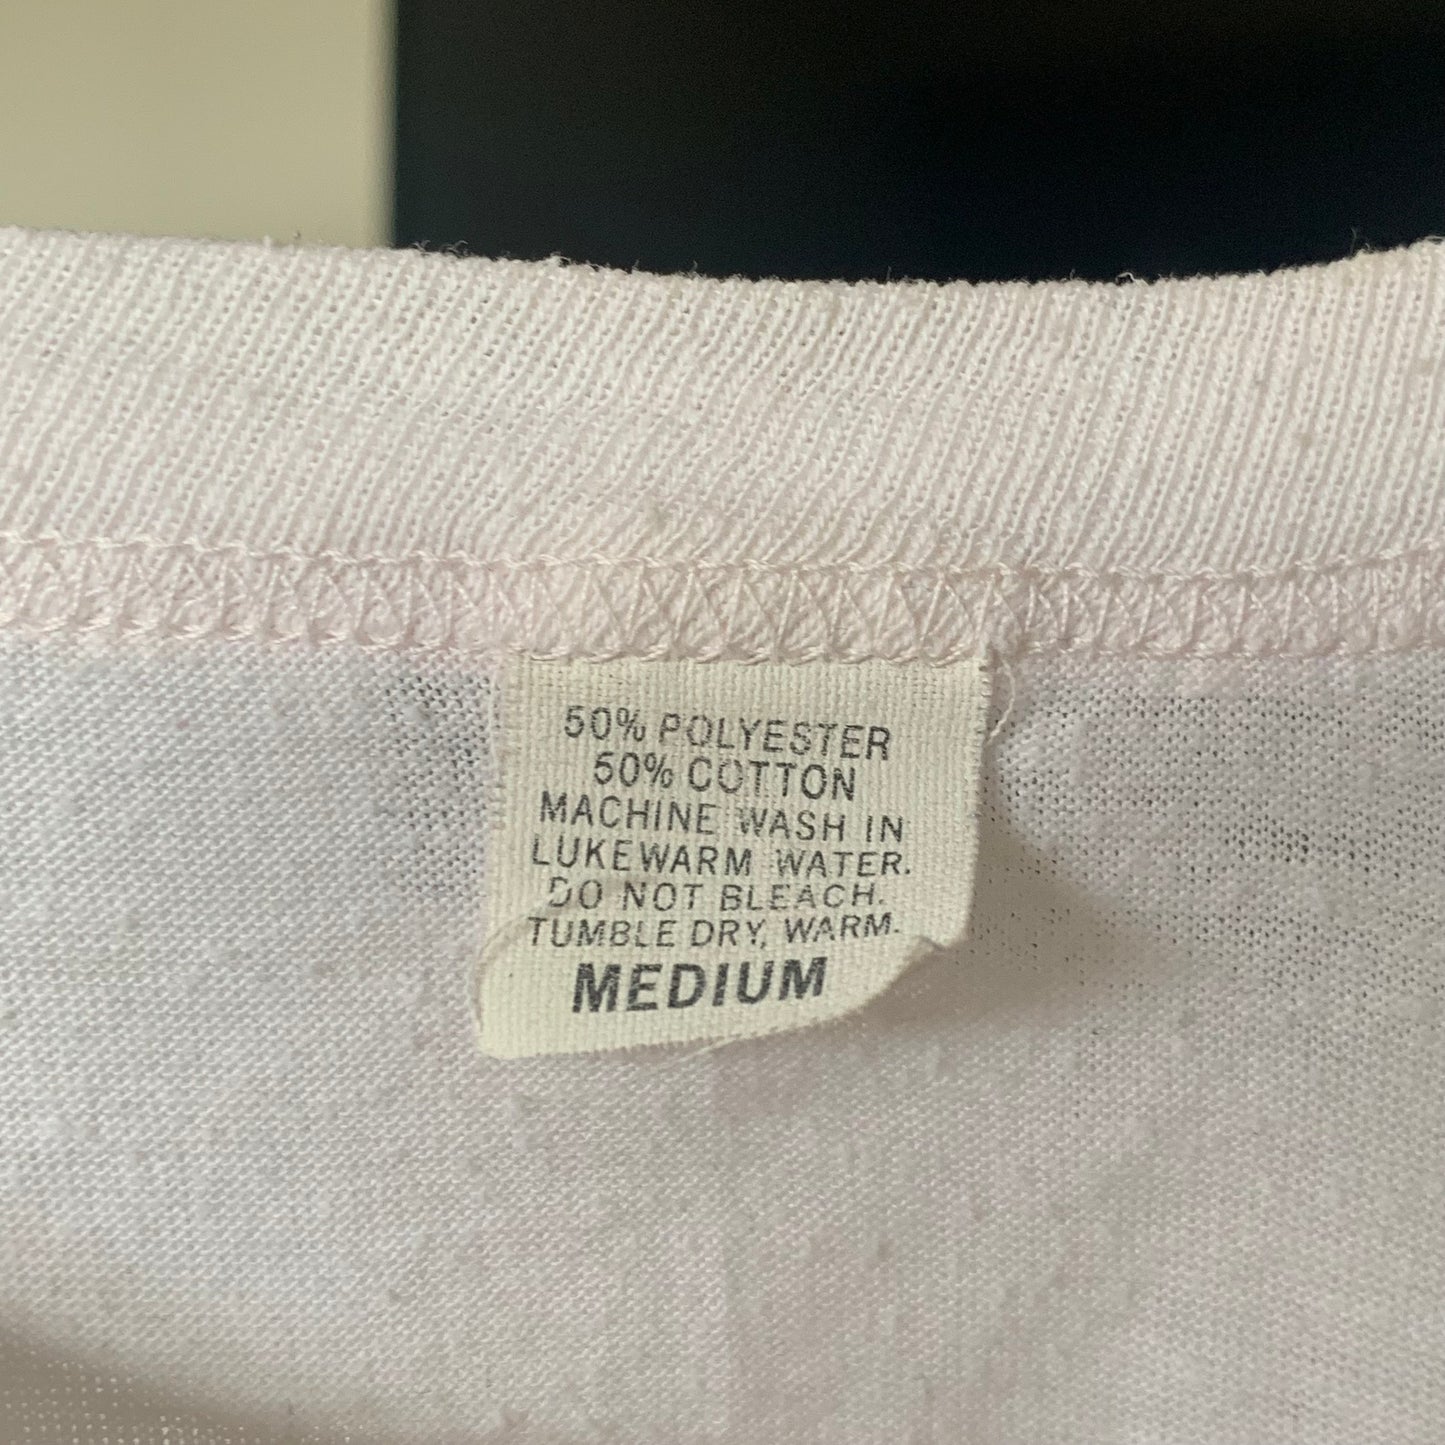 50% POLYESTER
50% COTTON
MACHINE WASH IN
LUKEWARM WATER.
DO NOT BLEACH.
TUMBLE DRY, WARM.
MEDIUM